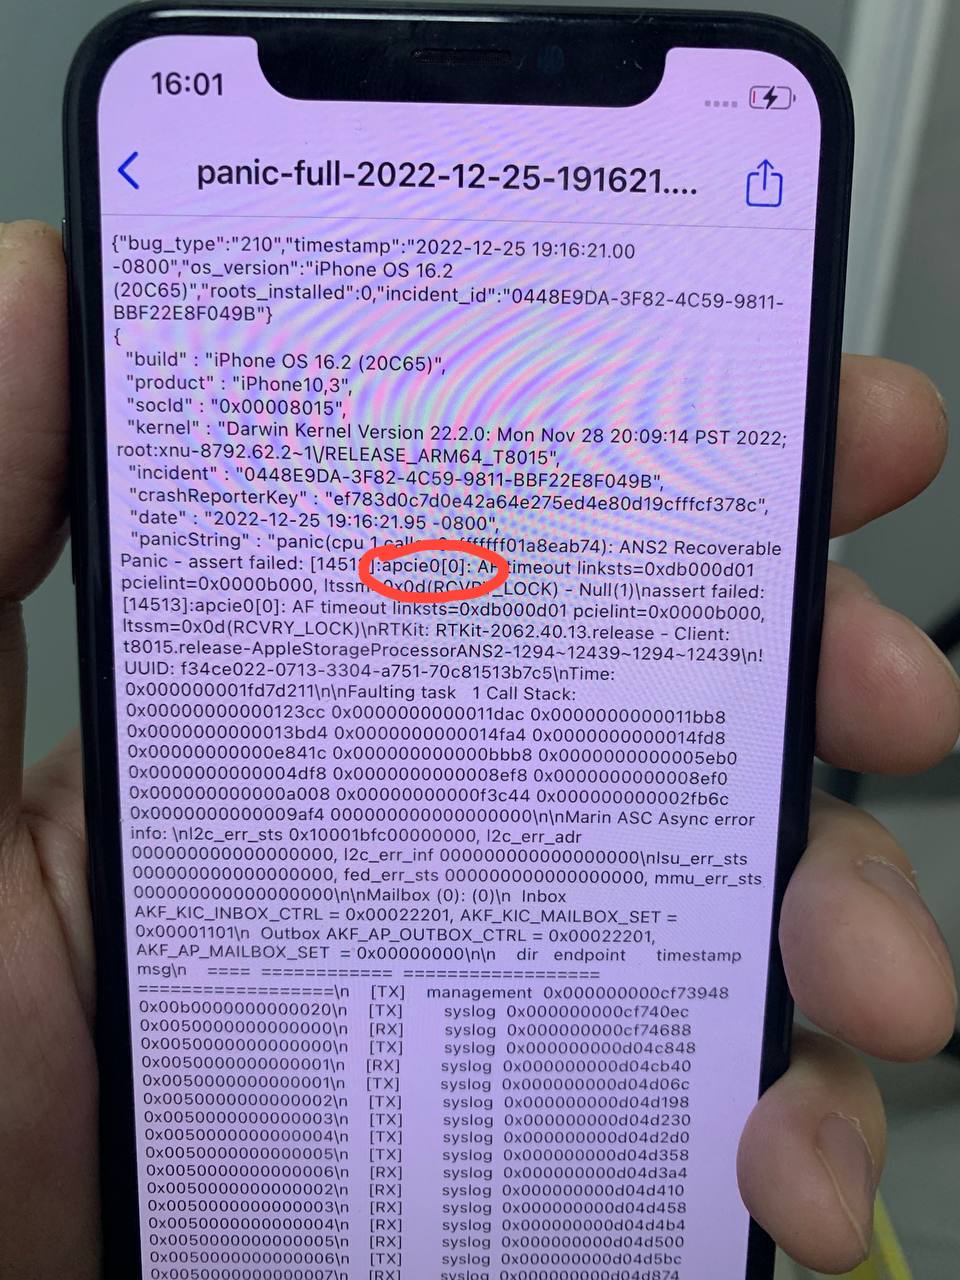 16:01
panic-full-2022-12-25-191621....
{"bug_type":"210","timestamp":"2022-12-25 19:16:21.00
-0800","os_version":"iPhone OS 16.2
(20C65)","roots_installed":0,"incident_id":"0448E9DA-3F82-4C59-9811-
BBF22E8F049B"}
{
"build" : "iPhone OS 16.2 (20C65)",
"product" : "iPhone10,3",
"socId" : "0x00008015",
"kernel" : "Darwin Kernel Version 22.2.0: Mon Nov 28 20:09:14 PST 2022;
root:xnu-8792.62.2~1\/RELEASE_ARM64_T8015",
"incident" : "0448E9DA-3F82-4C59-9811-BBF22E8F049B",
"crashReporterKey" : "ef783d0c7d0e42a64e275ed4e80d19cfffcf378c",
"date" : "2022-12-25 19:16:21.95 -0800",
"panicString" : "panic(cpu 1 ANS2 Recoverable
Panic - assert failed: :apcie0[0]: AF timeout linksts=0xdb000d01
pcielint=0x0000b000, ltssm=0x0d(RCVRY_LOCK) - Null(1)\nassert failed:
[14513]:apcie0[0]: AF timeout linksts=0xdb000d01 pcielint=0x0000b000,
ltssm=0x0d(RCVRY_LOCK)\nRTKit: RTKit-2062.40.13.release - Client:
t8015.release-AppleStorageProcessorANS2-1294~12439~1294~12439\n!
UUID: f34ce022-0713-3304-a751-70c81513b7c5\nTime:
0x000000001fd7d211\n\nFaulting task 1 Call Stack:
0x00000000000123cc 0x0000000000011dac 0x0000000000011bb8
0x0000000000013bd4 0x0000000000014fa4 0x0000000000014fd8
0x000000000000e841c 0x000000000000bbb8 0x0000000000005eb0
0x0000000000004df8 0x0000000000008ef8 0x0000000000008ef0
0x000000000000a008 0x00000000000f3c44 0x000000000002fb6c
0x0000000000009af4 0000000000000000\n\nMarin ASC Async error
info: \nl2c_err_sts 0x10001bfc00000000, l2c_err_adr
0000000000000000, l2c_err_inf 0000000000000000\nlsu_err_sts
0000000000000000, fed_err_sts 0000000000000000, mmu_err_sts
0000000000000000\n\nMailbox (0): (0)\n Inbox
AKF_KIC_INBOX_CTRL = 0x00022201, AKF_KIC_MAILBOX_SET =
0x00001101\n Outbox AKF_AP_OUTBOX_CTRL = 0x00022201,
AKF_AP_MAILBOX_SET = 0x00000000\n\n dir endpoint timestamp
msg\n ==== ============ ==================
==================\n [TX] management 0x000000000cf73948
0x00b0000000000020\n [TX] syslog 0x000000000cf740ec
0x0050000000000000\n [RX] syslog 0x000000000cf74688
0x0050000000000000\n [TX] syslog 0x000000000d04c848
0x0050000000000001\n [RX] syslog 0x000000000d04cb40
0x0050000000000001\n [TX] syslog 0x000000000d04d06c
0x0050000000000002\n [TX] syslog 0x000000000d04d198
0x0050000000000003\n [TX] syslog 0x000000000d04d230
0x0050000000000004\n [TX] syslog 0x000000000d04d2d0
0x0050000000000005\n [TX] syslog 0x000000000d04d358
0x0050000000000006\n [RX] syslog 0x000000000d04d3a4
0x0050000000000002\n [RX] syslog 0x000000000d04d410
0x0050000000000003\n [RX] syslog 0x000000000d04d458
0x0050000000000004\n [RX] syslog 0x000000000d04d4b4
0x0050000000000005\n [RX] syslog 0x000000000d04d500
0x0050000000000006\n [TX] syslog 0x000000000d04d5bc
0x0050000000000007\n [RX] syslog 0x000000000d04d874